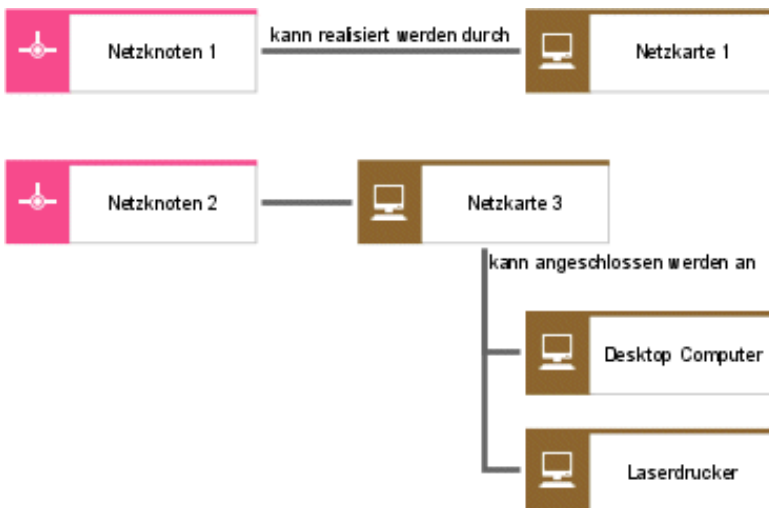 Netzknoten 1
kann realisiert werden durch
Netzkarte 1
Netzknoten 2
Netzkarte 3
kann angeschlossen werden an
Desktop Computer
Laserdrucker